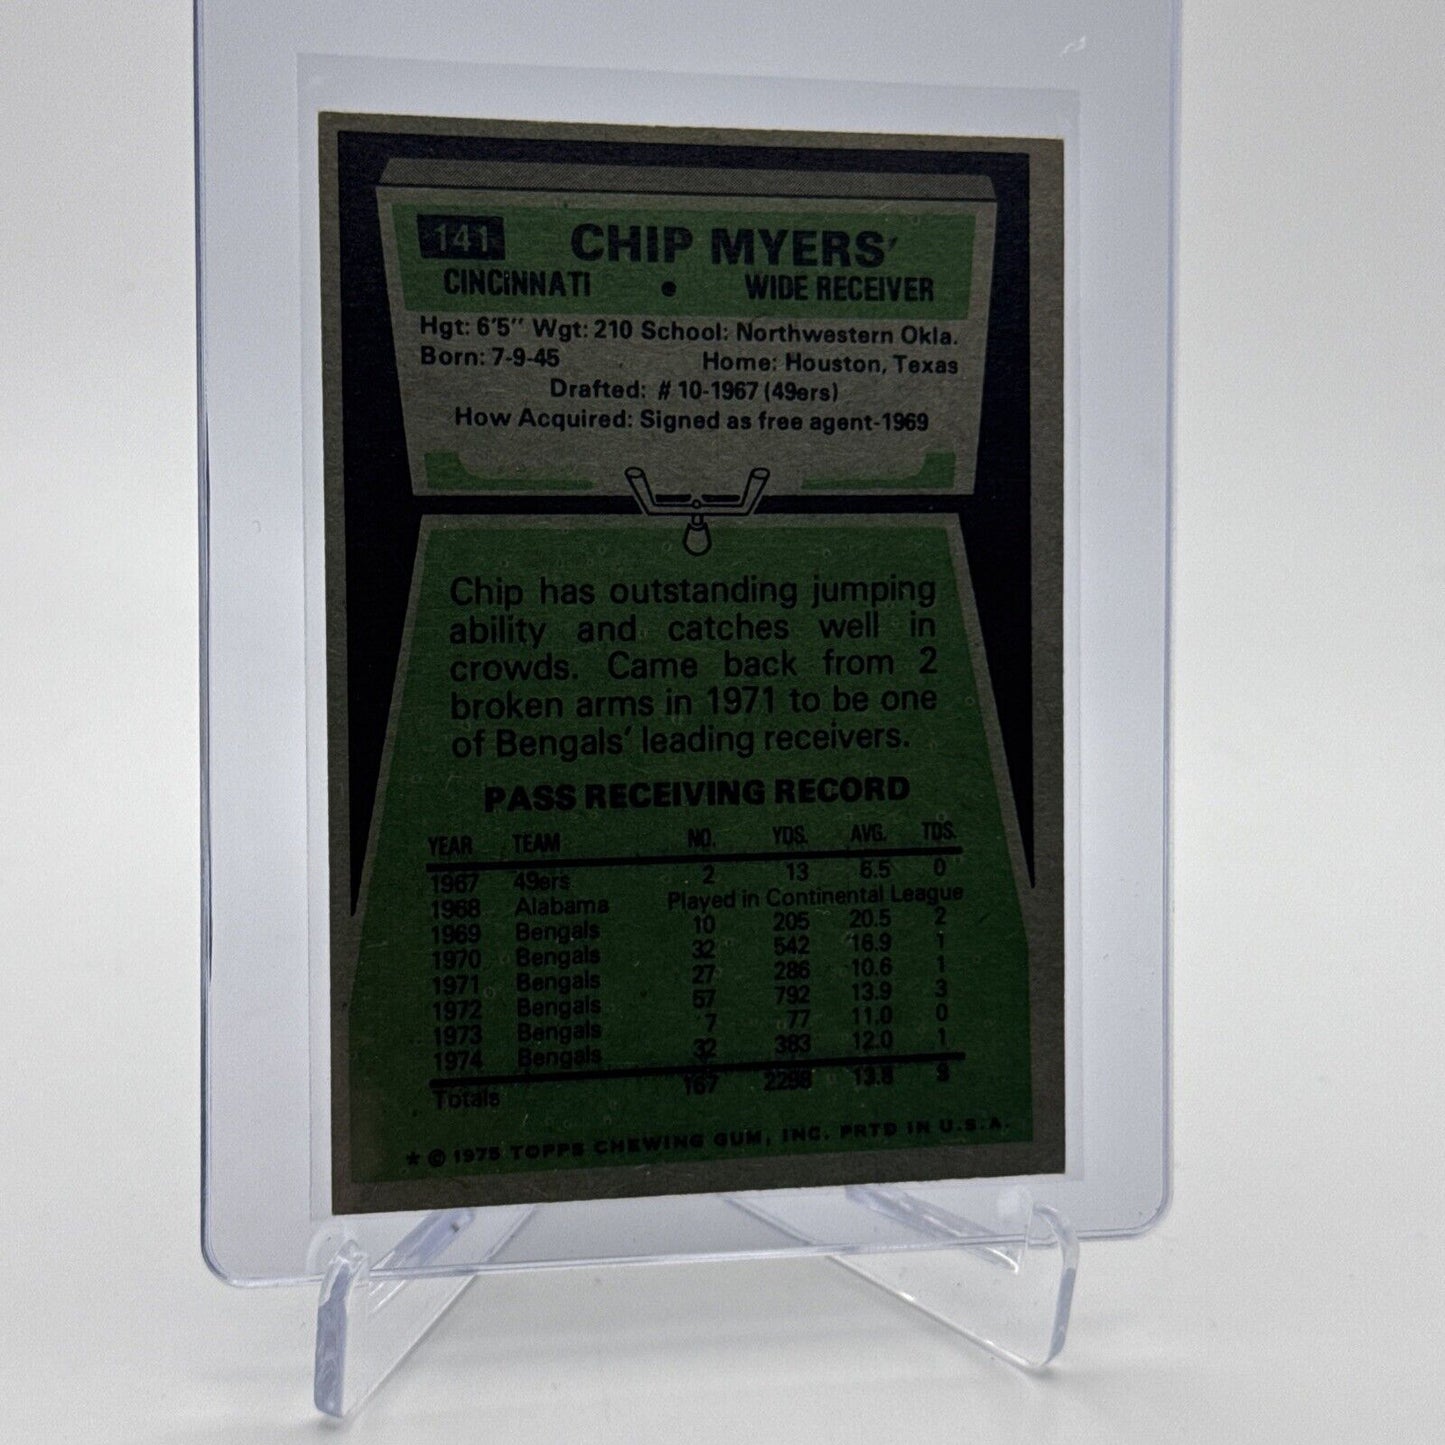 141 CHIP MYERS'
CINCINNATI • WIDE RECEIVER
Hgt: 6'5" Wgt: 210 School: Northwestern Okla.
Born: 7-9-45 Home: Houston, Texas
Drafted: # 10-1967 (49ers)
How Acquired: Signed as free agent-1969
Chip has outstanding jumping
ability and catches well in
crowds. Came back from 2
broken arms in 1971 to be one
of Bengals' leading receivers.
PASS RECEIVING RECORD
YEAR TEAM NO. YDS. AVG. TDS.
1967 49ers 2 13 6.5 0
1968 Alabama Played in Continental League
1969 Bengals 10 205 20.5 2
1970 Bengals 32 542 16.9 1
1971 Bengals 27 286 10.6 1
1972 Bengals 57 792 13.9 3
1973 Bengals 7 77 11.0 0
1974 Bengals 32 383 12.0 1
Totals 167 2298 13.8 9
★ © 1975 TOPPS CHEWING GUM, INC. PRTD IN U.S.A.